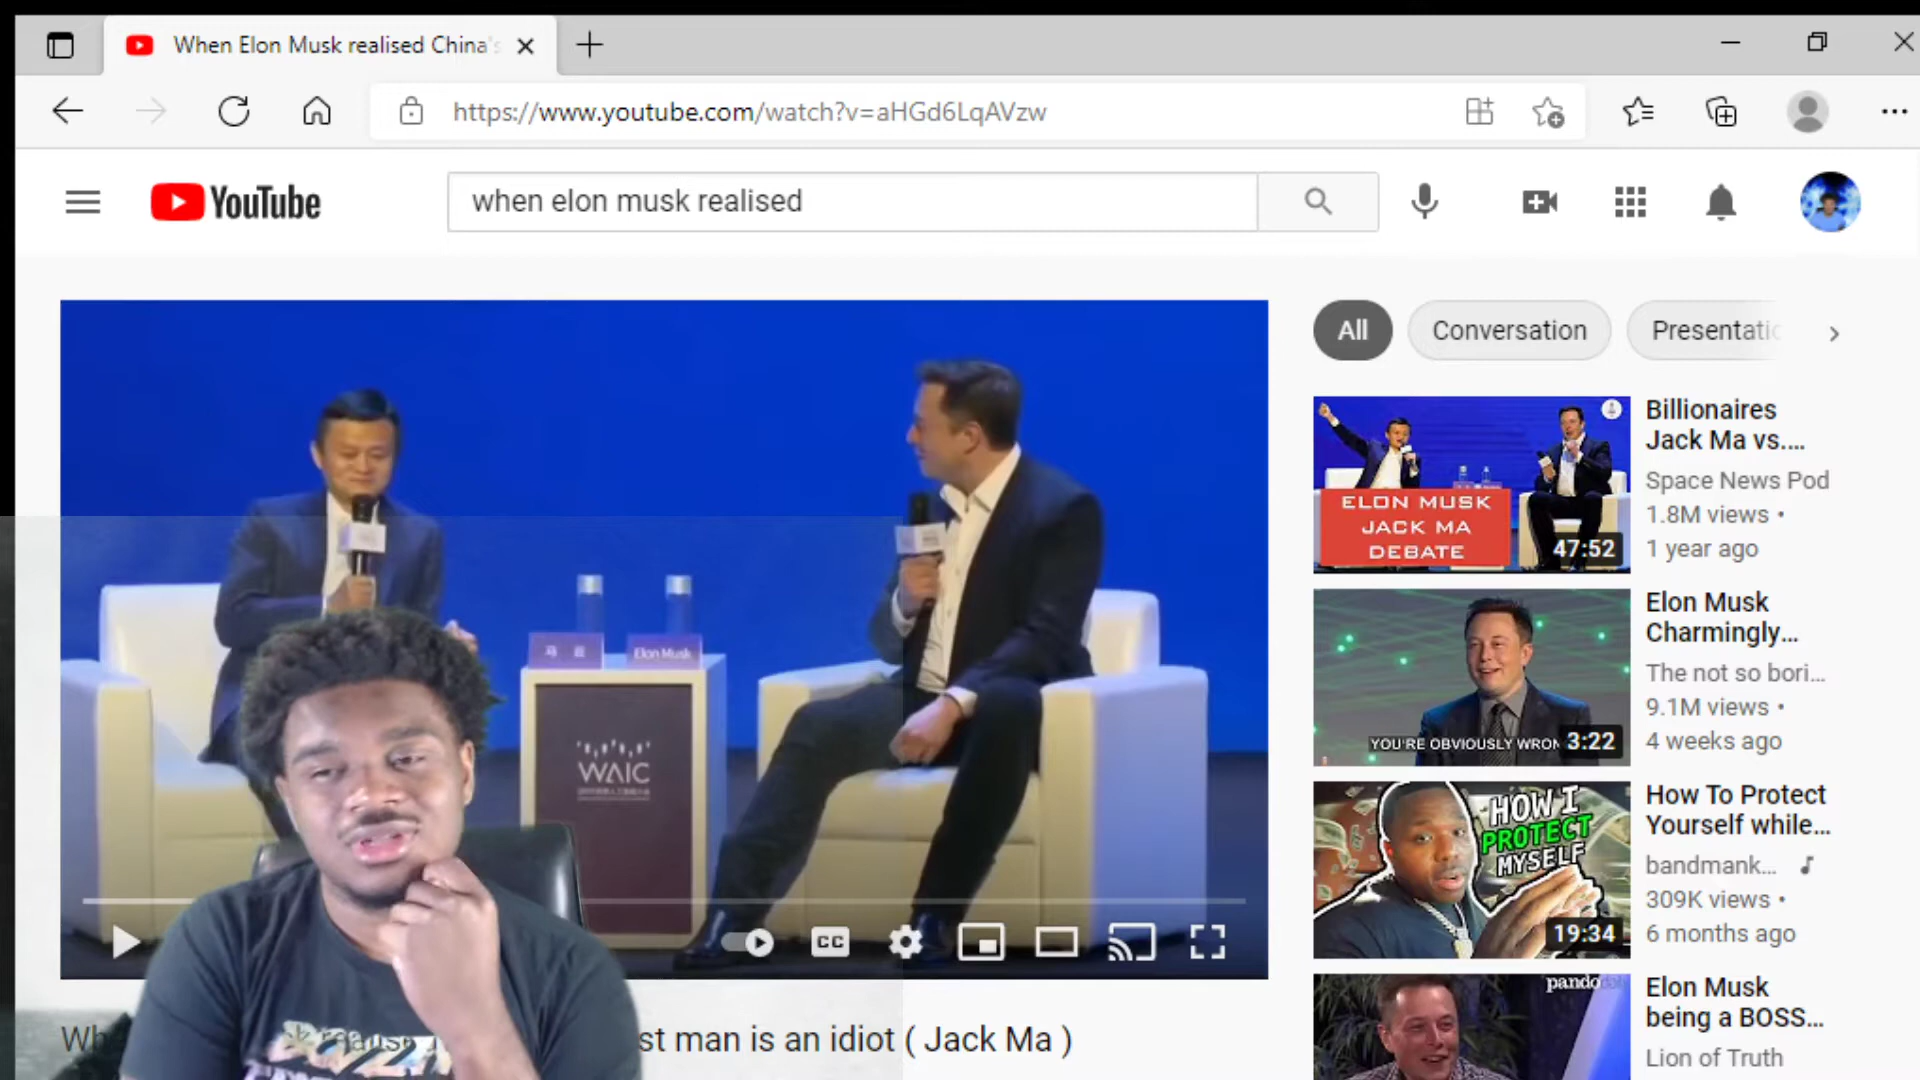 When Elon Musk realised China's
https://www.youtube.com/watch?v=aHGd6LqAVzw
YouTube
when elon musk realised
All
Conversation
Presentatic
Elon Musk
WAIC
CC
st man is an idiot ( Jack Ma )
ELON MUSK
JACK MA
DEBATE
47:52
Billionaires
Jack Ma vs....
Space News Pod
1.8M views •
1 year ago
YOU'RE OBVIOUSLY WRON
3:22
Elon Musk
Charmingly...
The not so bori...
9.1M views •
4 weeks ago
HOW I
PROTECT
MYSELF
19:34
How To Protect
Yourself while...
bandmank...
309K views •
6 months ago
pando
Elon Musk
being a BOSS...
Lion of Truth